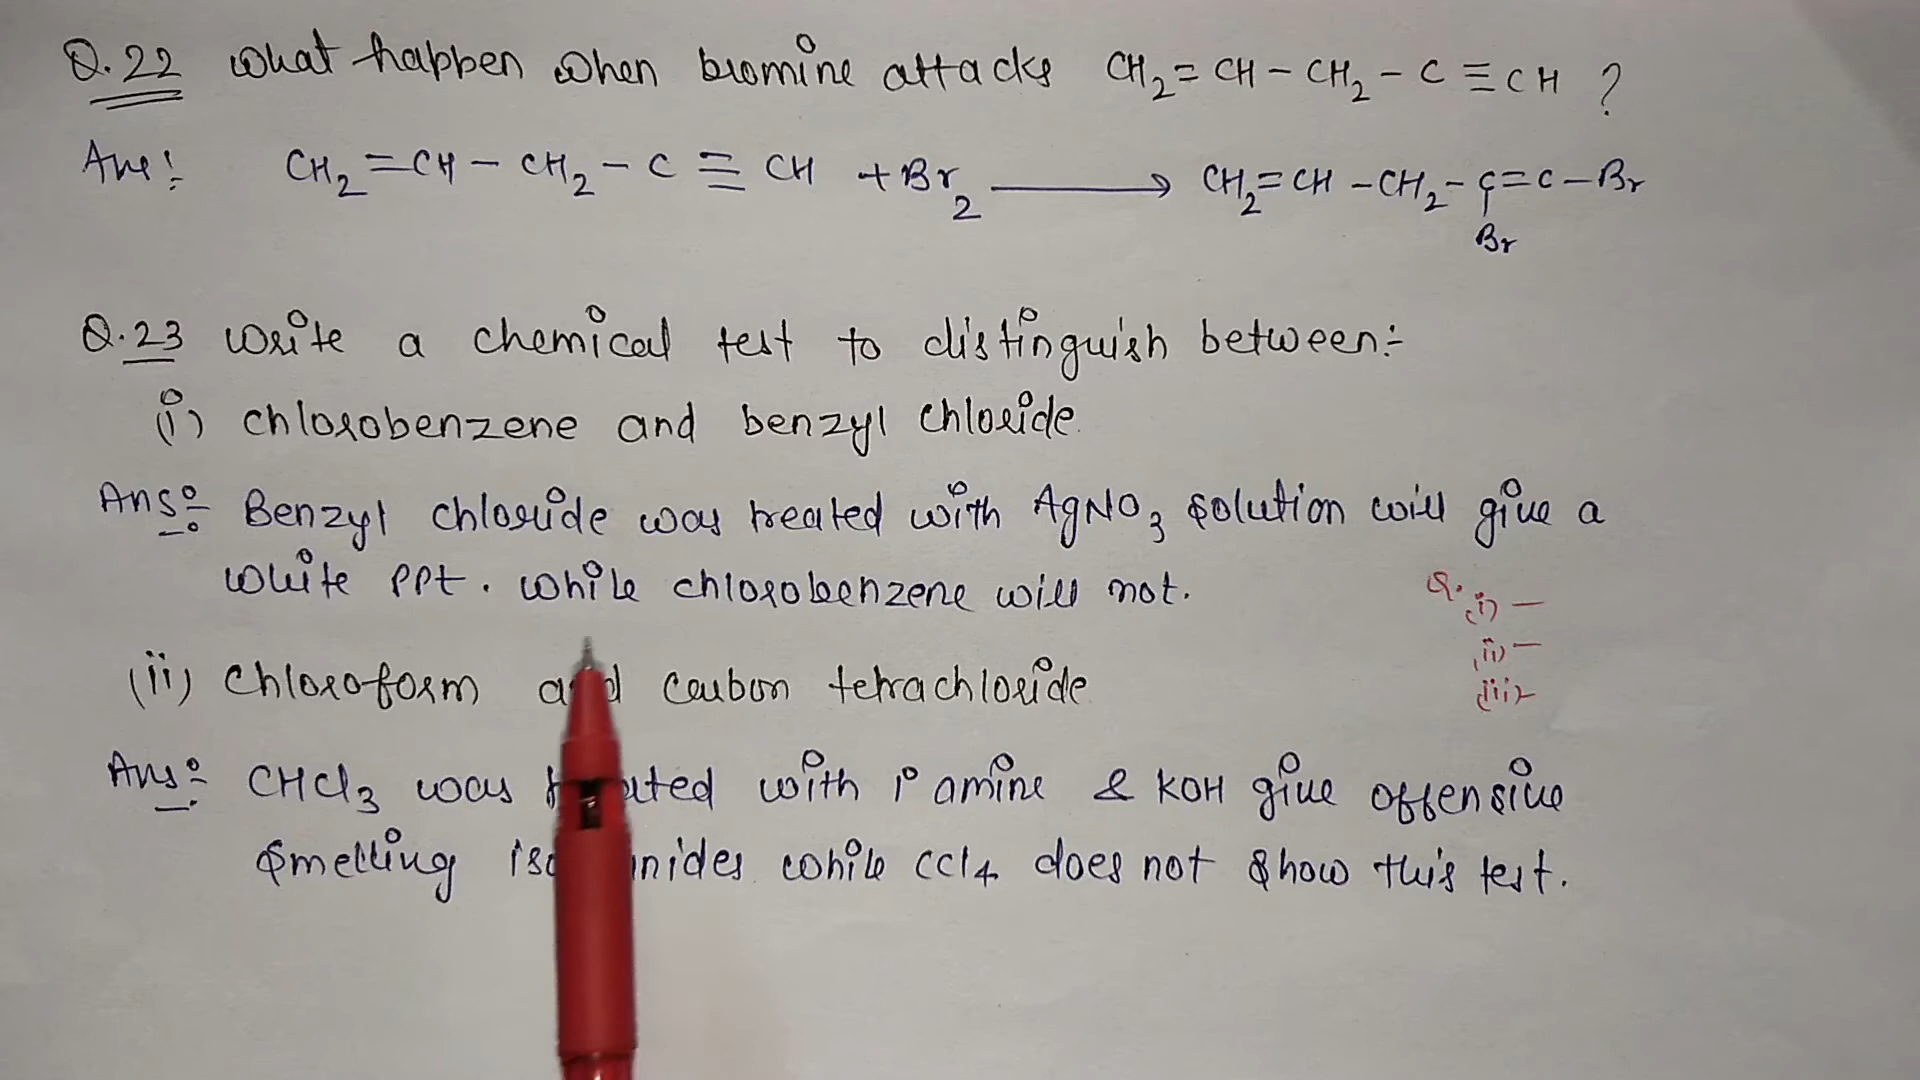 Q.22 What happen when bromine attacks CH₂=CH-CH₂-C≡CH ?
Ans: CH₂=CH-CH₂-C≡CH + Br₂ ⟶ CH₂=CH-CH₂-C=C-Br
Br
Q.23 Write a chemical test to distinguish between:-
(i) chlorobenzene and benzyl chloride
Ans:- Benzyl chloride was treated with AgNO₃ solution will give a
white PPt. while chlorobenzene will not.
Q. (i) —
(ii) —
(iii) —
(ii) Chloroform and carbon tetrachloride
Ans:- CHCl₃ was treated with 1° amine & KOH give offensive
smelling while CCl₄ does not show this test.